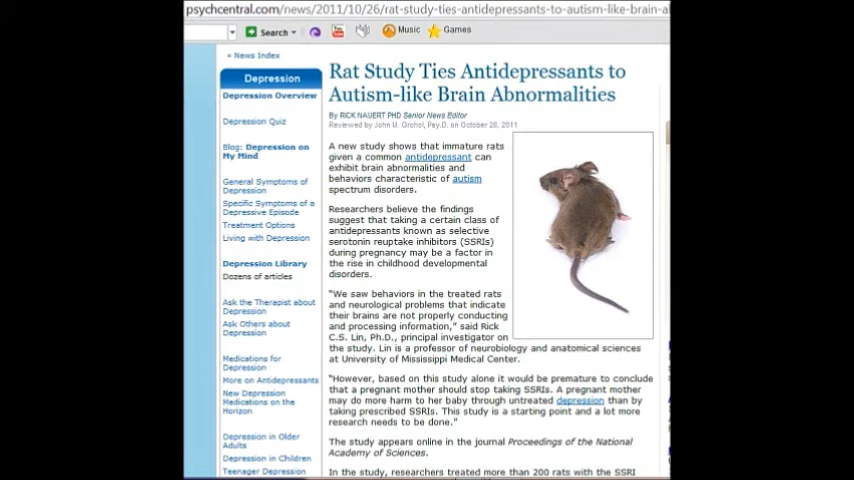 psychcentral.com/news/2011/10/26/rat-study-ties-antidepressants-to-autism-like-brain-a
Search
Music
Games
« News Index
Depression
Depression Overview
Depression Quiz
Blog: Depression on
My Mind
General Symptoms of
Depression
Specific Symptoms of a
Depressive Episode
Treatment Options
Living with Depression
Depression Library
Dozens of articles
Ask the Therapist about
Depression
Ask Others about
Depression
Medications for
Depression
More on Antidepressants
New Depression
Medications on the
Horizon
Depression in Older
Adults
Depression in Children
Teenager Depression
Rat Study Ties Antidepressants to
Autism-like Brain Abnormalities
By RICK NAUERT PHD Senior News Editor
Reviewed by John M. Grohol, Psy.D. on October 26, 2011
A new study shows that immature rats
given a common antidepressant can
exhibit brain abnormalities and
behaviors characteristic of autism
spectrum disorders.
Researchers believe the findings
suggest that taking a certain class of
antidepressants known as selective
serotonin reuptake inhibitors (SSRIs)
during pregnancy may be a factor in
the rise in childhood developmental
disorders.
“We saw behaviors in the treated rats
and neurological problems that indicate
their brains are not properly conducting
and processing information,” said Rick
C.S. Lin, Ph.D., principal investigator on
the study. Lin is a professor of neurobiology and anatomical sciences
at University of Mississippi Medical Center.
“However, based on this study alone it would be premature to conclude
that a pregnant mother should stop taking SSRIs. A pregnant mother
may do more harm to her baby through untreated depression than by
taking prescribed SSRIs. This study is a starting point and a lot more
research needs to be done.”
The study appears online in the journal Proceedings of the National
Academy of Sciences.
In the study, researchers treated more than 200 rats with the SSRI